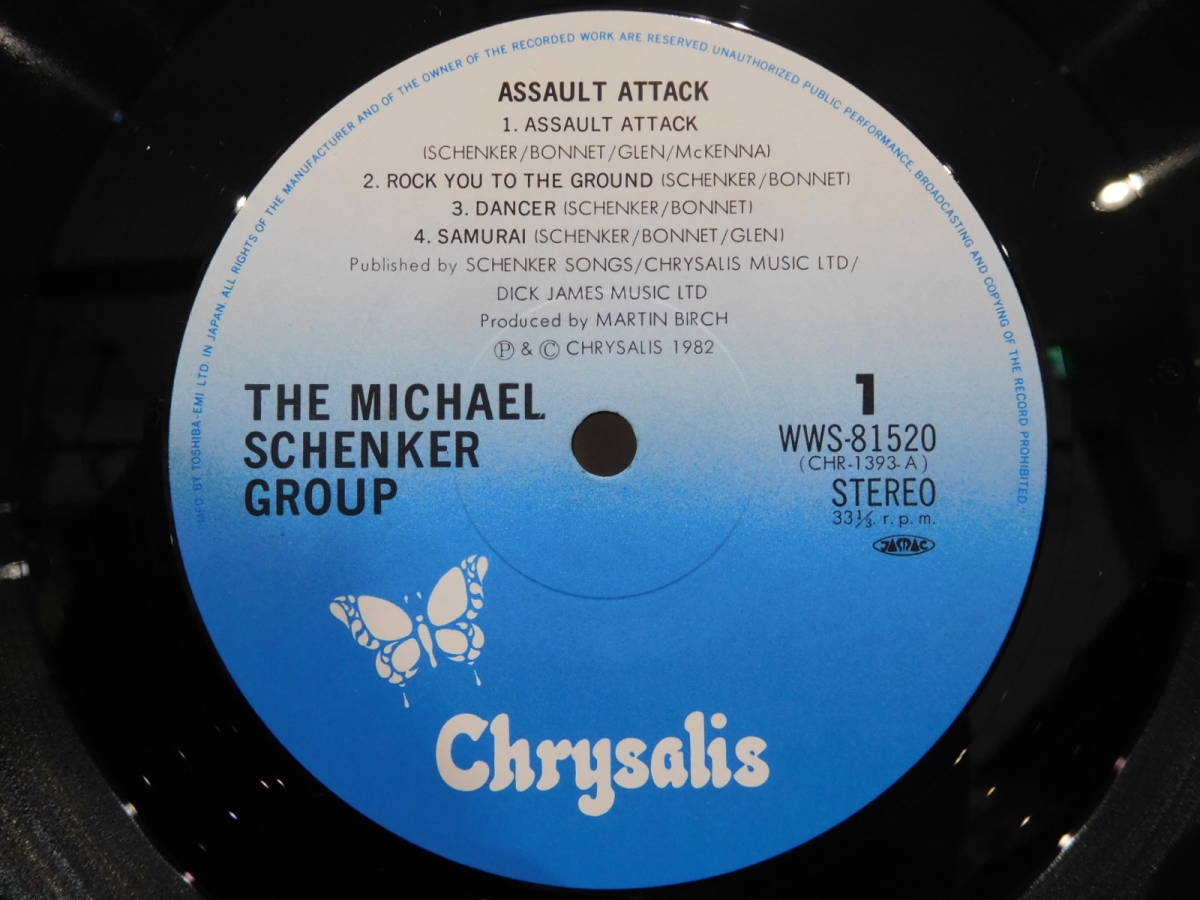 MFD. BY TOSHIBA-EMI LTD. IN JAPAN. ALL RIGHTS OF THE MANUFACTURER AND OF THE OWNER OF THE RECORDED WORK ARE RESERVED UNAUTHORIZED PUBLIC PERFORMANCE, BROADCASTING AND COPYING OF THE RECORD PROHIBITED.
ASSAULT ATTACK
1. ASSAULT ATTACK
(SCHENKER/BONNET/GLEN/McKENNA)
2. ROCK YOU TO THE GROUND (SCHENKER/BONNET)
3. DANCER (SCHENKER/BONNET)
4. SAMURAI (SCHENKER/BONNET/GLEN)
Published by SCHENKER SONGS/CHRYSALIS MUSIC LTD/
DICK JAMES MUSIC LTD
Produced by MARTIN BIRCH
Ⓟ & © CHRYSALIS 1982
THE MICHAEL
SCHENKER
GROUP
1
WWS-81520
(CHR-1393-A)
STEREO
33⅓ r.p.m.
JASRAC
Chrysalis